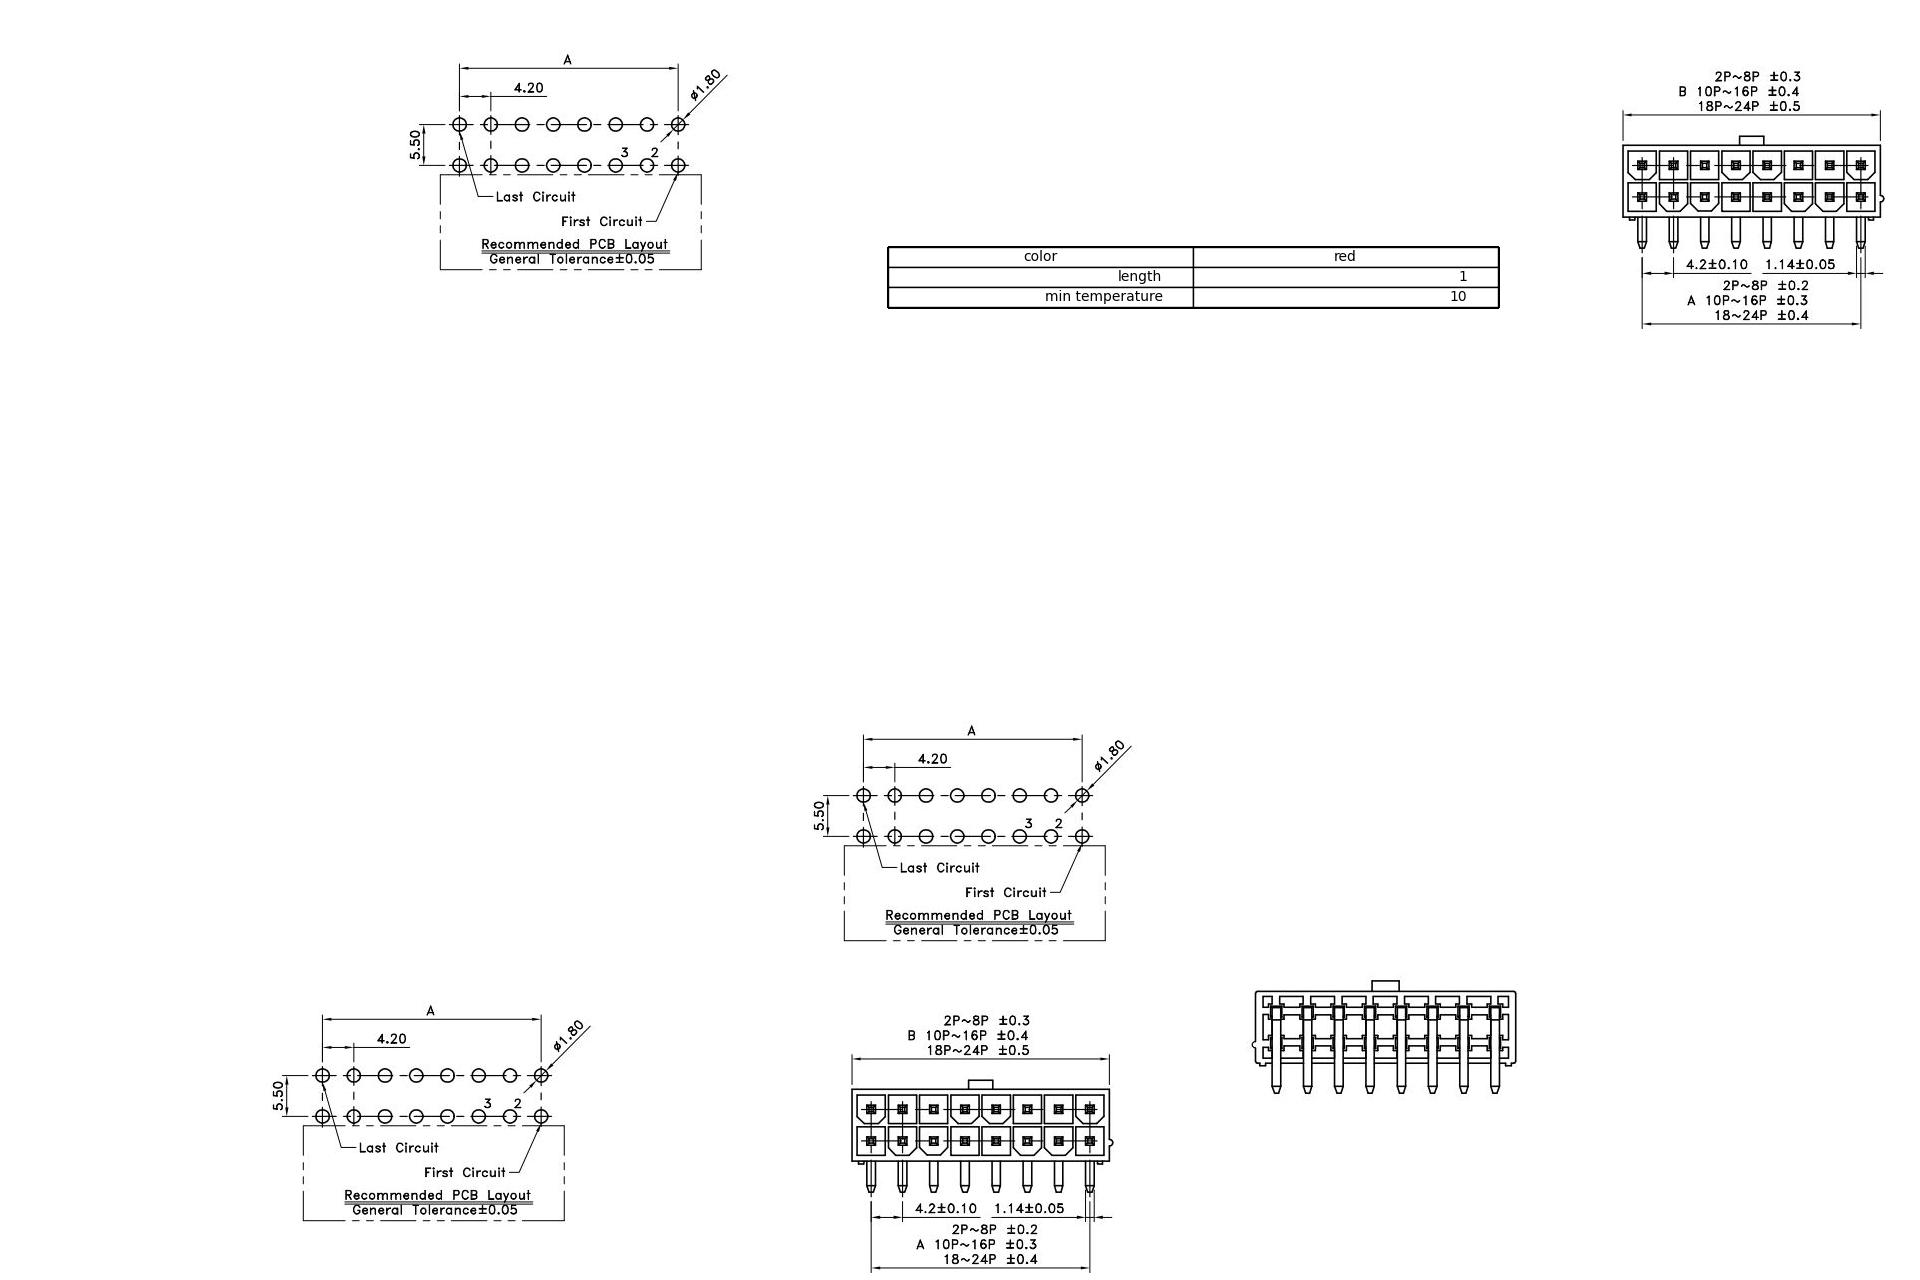 A
4.20
ø1.80
5.50
3 2
Last Circuit
First Circuit
Recommended PCB Layout
General Tolerance±0.05
color red
length 1
min temperature 10
2P~8P ±0.3
B 10P~16P ±0.4
18P~24P ±0.5
4.2±0.10 1.14±0.05
2P~8P ±0.2
A 10P~16P ±0.3
18~24P ±0.4
A
4.20
ø1.80
5.50
3 2
Last Circuit
First Circuit
Recommended PCB Layout
General Tolerance±0.05
A
4.20
ø1.80
5.50
3 2
Last Circuit
First Circuit
Recommended PCB Layout
General Tolerance±0.05
2P~8P ±0.3
B 10P~16P ±0.4
18P~24P ±0.5
4.2±0.10 1.14±0.05
2P~8P ±0.2
A 10P~16P ±0.3
18~24P ±0.4